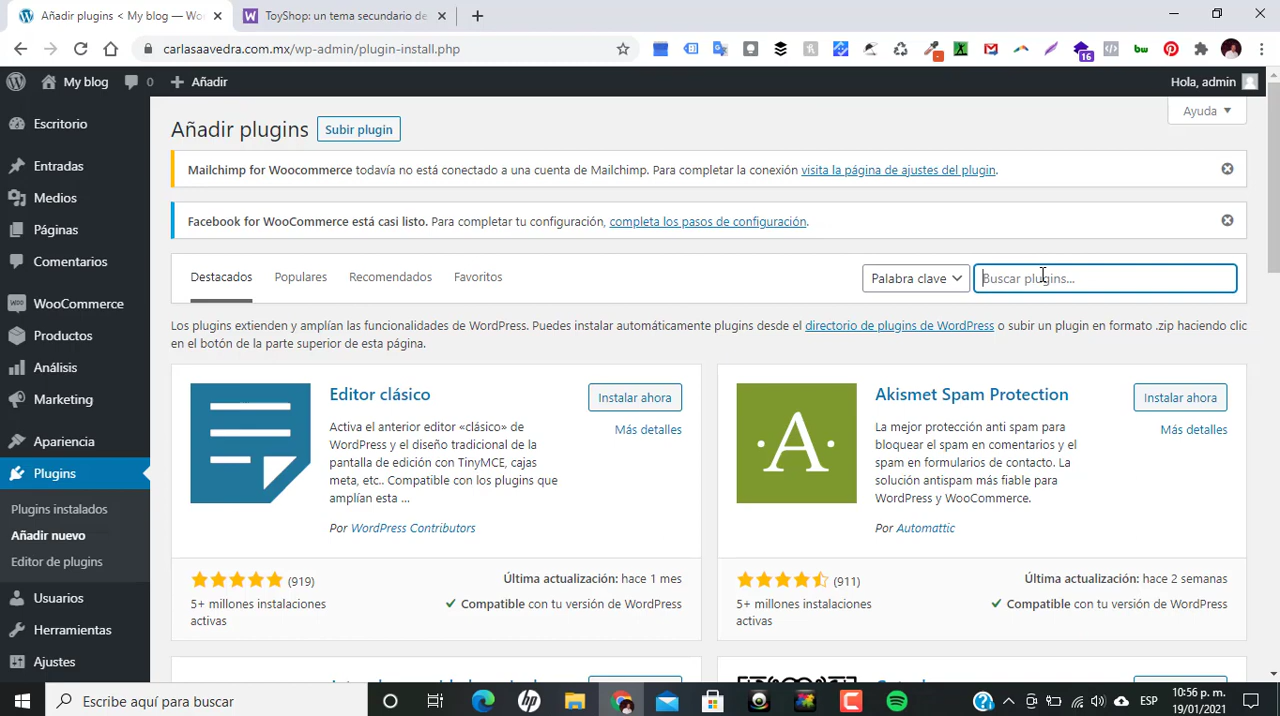 Añadir plugins < My blog — Wo
ToyShop: un tema secundario de
carlasaavedra.com.mx/wp-admin/plugin-install.php
16
bw
My blog
0
Añadir
Hola, admin
Escritorio
Entradas
Medios
Páginas
Comentarios
WooCommerce
Productos
Análisis
Marketing
Apariencia
Plugins
Plugins instalados
Añadir nuevo
Editor de plugins
Usuarios
Herramientas
Ajustes
Ayuda
Añadir plugins
Subir plugin
Mailchimp for Woocommerce todavía no está conectado a una cuenta de Mailchimp. Para completar la conexión visita la página de ajustes del plugin.
Facebook for WooCommerce está casi listo. Para completar tu configuración, completa los pasos de configuración.
Destacados Populares Recomendados Favoritos
Palabra clave
Buscar plugins...
Los plugins extienden y amplían las funcionalidades de WordPress. Puedes instalar automáticamente plugins desde el directorio de plugins de WordPress o subir un plugin en formato .zip haciendo clic
en el botón de la parte superior de esta página.
Editor clásico
Instalar ahora
Más detalles
Activa el anterior editor «clásico» de
WordPress y el diseño tradicional de la
pantalla de edición con TinyMCE, cajas
meta, etc.. Compatible con los plugins que
amplían esta ...
Por WordPress Contributors
(919)
5+ millones instalaciones
activas
Última actualización: hace 1 mes
Compatible con tu versión de WordPress
A
Akismet Spam Protection
Instalar ahora
Más detalles
La mejor protección anti spam para
bloquear el spam en comentarios y el
spam en formularios de contacto. La
solución antispam más fiable para
WordPress y WooCommerce.
Por Automattic
(911)
5+ millones instalaciones
activas
Última actualización: hace 2 semanas
Compatible con tu versión de WordPress
Escribe aquí para buscar
ESP
10:56 p. m.
19/01/2021